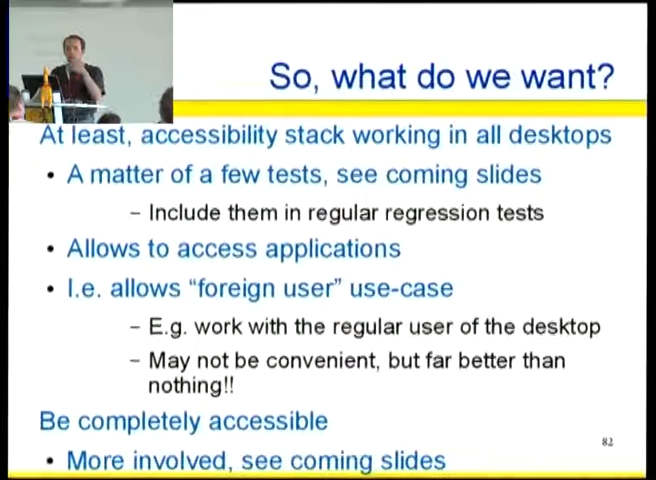 So, what do we want?
At least, accessibility stack working in all desktops
• A matter of a few tests, see coming slides
– Include them in regular regression tests
• Allows to access applications
• I.e. allows “foreign user” use-case
– E.g. work with the regular user of the desktop
– May not be convenient, but far better than
nothing!!
Be completely accessible
82
• More involved, see coming slides